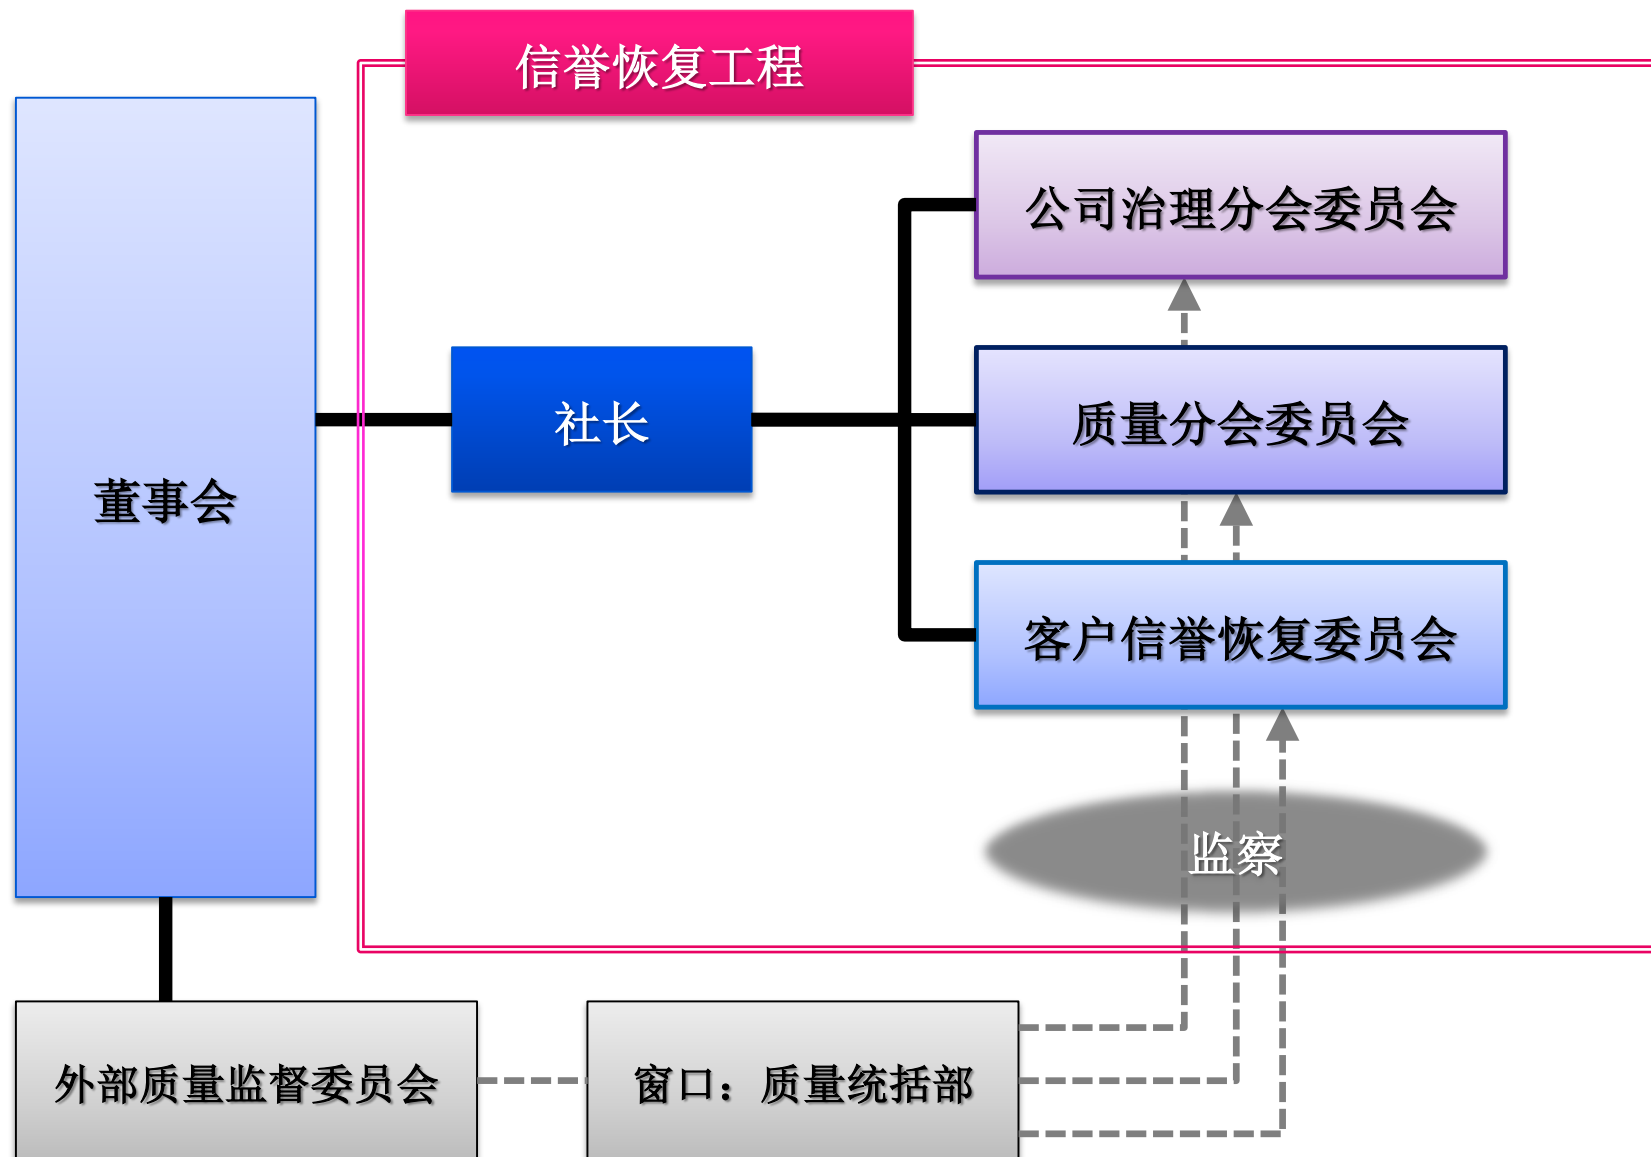 信誉恢复工程
公司治理分会委员会
社长
质量分会委员会
董事会
客户信誉恢复委员会
监察
外部质量监督委员会
窗口：质量统括部